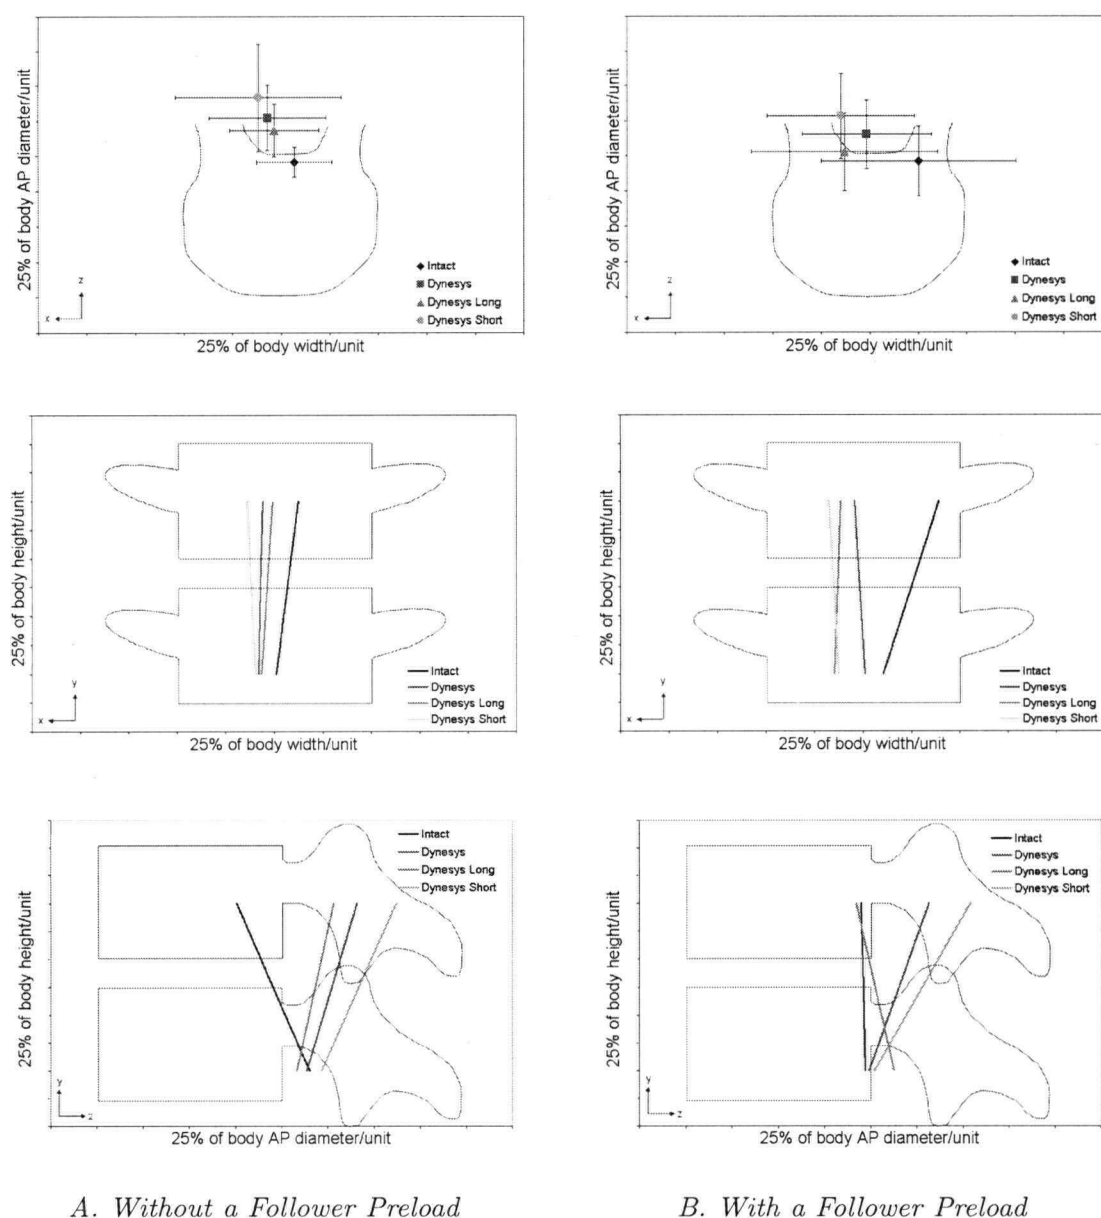 25% of body AP diameter/unit
z
x
Intact
Dynesys
Dynesys Long
Dynesys Short
25% of body width/unit
25% of body AP diameter/unit
z
x
Intact
Dynesys
Dynesys Long
Dynesys Short
25% of body width/unit
25% of body height/unit
y
x
Intact
Dynesys
Dynesys Long
Dynesys Short
25% of body width/unit
25% of body height/unit
y
x
Intact
Dynesys
Dynesys Long
Dynesys Short
25% of body width/unit
25% of body height/unit
Intact
Dynesys
Dynesys Long
Dynesys Short
y
z
25% of body AP diameter/unit
25% of body height/unit
Intact
Dynesys
Dynesys Long
Dynesys Short
y
z
25% of body AP diameter/unit
A. Without a Follower Preload
B. With a Follower Preload